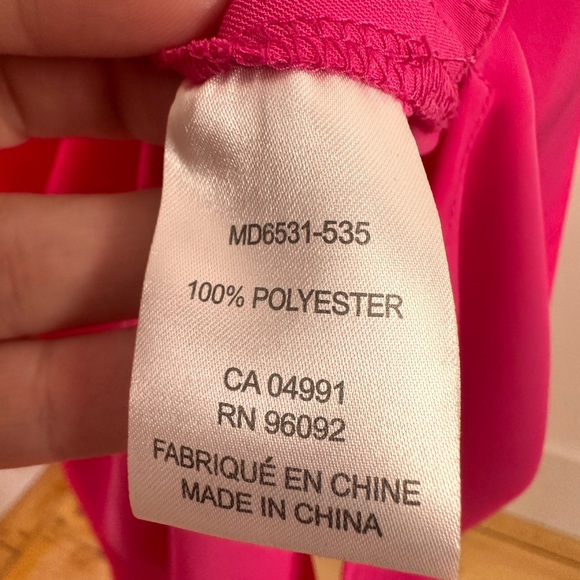 MD6531-535
100% POLYESTER
CA 04991
RN 96092
FABRIQUÉ EN CHINE
MADE IN CHINA